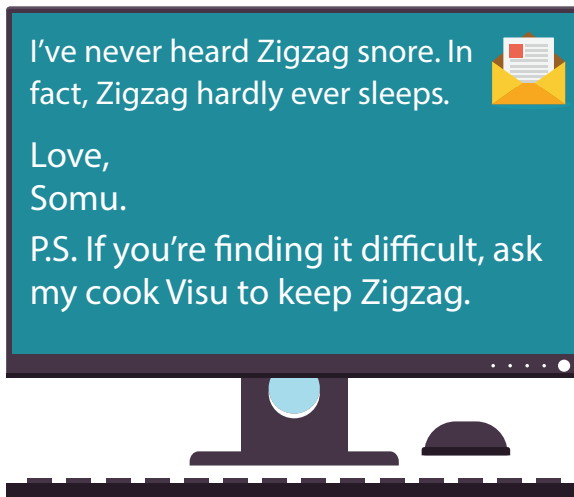 I’ve never heard Zigzag snore. In
fact, Zigzag hardly ever sleeps.
Love,
Somu.
P.S. If you’re finding it difficult, ask
my cook Visu to keep Zigzag.